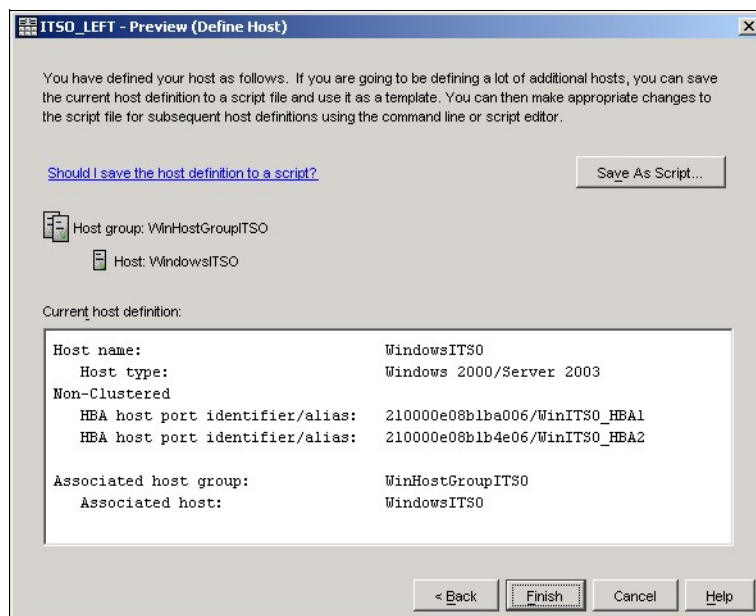 ITSO_LEFT - Preview (Define Host)
You have defined your host as follows. If you are going to be defining a lot of additional hosts, you can save
the current host definition to a script file and use it as a template. You can then make appropriate changes to
the script file for subsequent host definitions using the command line or script editor.
Should I save the host definition to a script?
Save As Script...
Host group: WinHostGroupITSO
Host: WindowsITSO
Current host definition:
Host name: WindowsITSO
Host type: Windows 2000/Server 2003
Non-Clustered
HBA host port identifier/alias: 210000e08b1ba006/WinITSO_HBA1
HBA host port identifier/alias: 210000e08b1b4e06/WinITSO_HBA2
Associated host group: WinHostGroupITSO
Associated host: WindowsITSO
< Back Finish Cancel Help